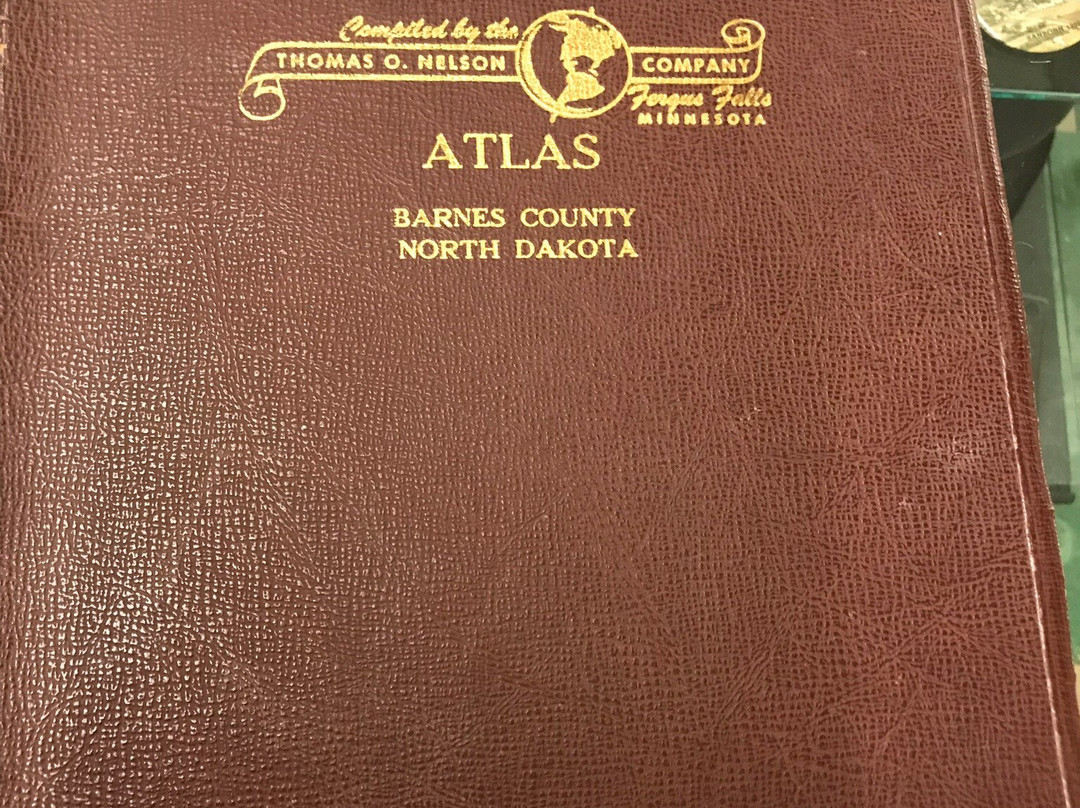 Compiled by the
THOMAS O. NELSON COMPANY
Fergus Falls
MINNESOTA
ATLAS
BARNES COUNTY
NORTH DAKOTA